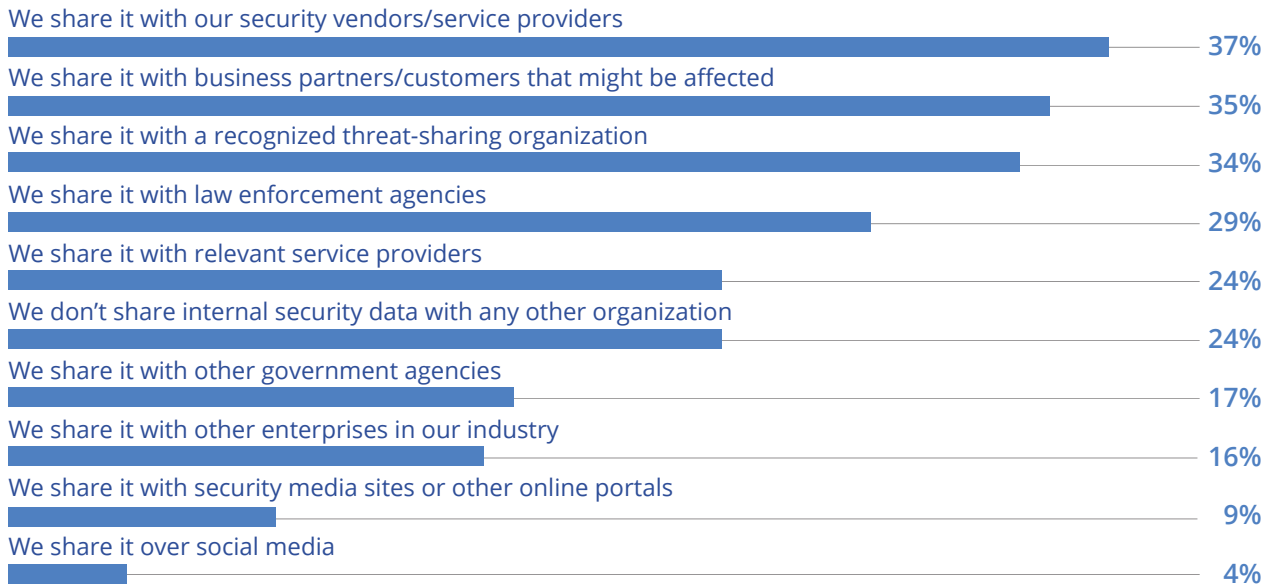 We share it with our security vendors/service providers
37%
We share it with business partners/customers that might be affected
35%
We share it with a recognized threat-sharing organization
34%
We share it with law enforcement agencies
29%
We share it with relevant service providers
24%
We don’t share internal security data with any other organization
24%
We share it with other government agencies
17%
We share it with other enterprises in our industry
16%
We share it with security media sites or other online portals
9%
We share it over social media
4%